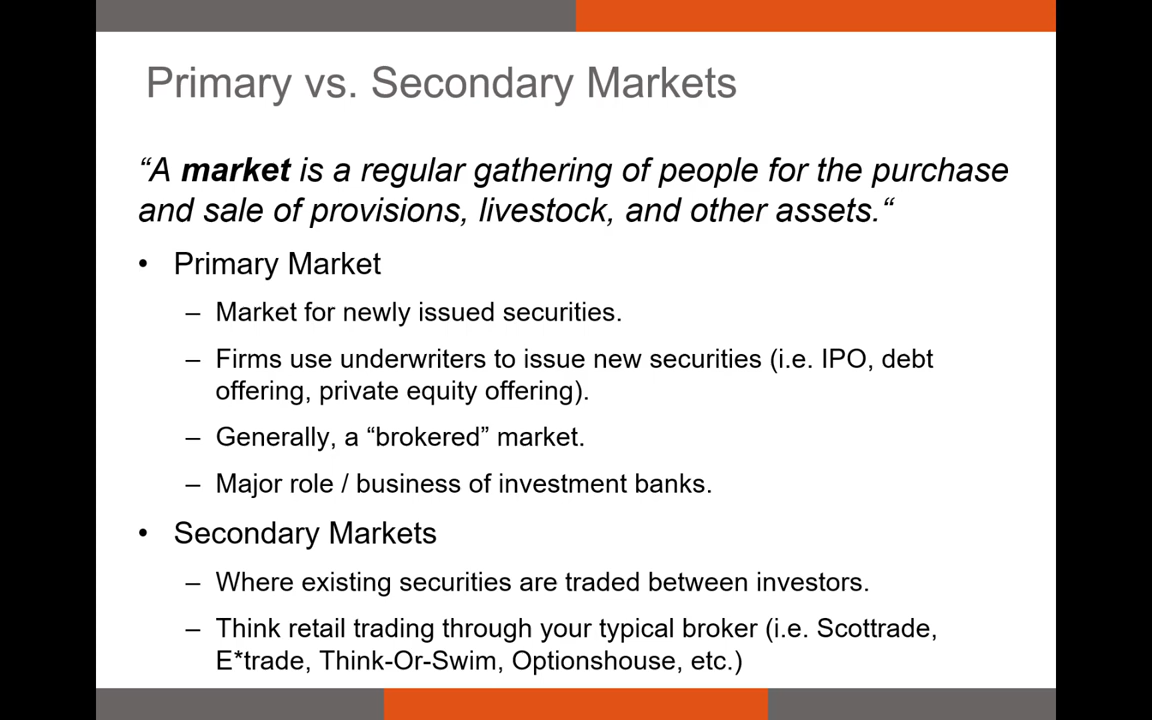 Primary vs. Secondary Markets
“A market is a regular gathering of people for the purchase
and sale of provisions, livestock, and other assets.“
• Primary Market
– Market for newly issued securities.
– Firms use underwriters to issue new securities (i.e. IPO, debt
offering, private equity offering).
– Generally, a “brokered” market.
– Major role / business of investment banks.
• Secondary Markets
– Where existing securities are traded between investors.
– Think retail trading through your typical broker (i.e. Scottrade,
E*trade, Think-Or-Swim, Optionshouse, etc.)